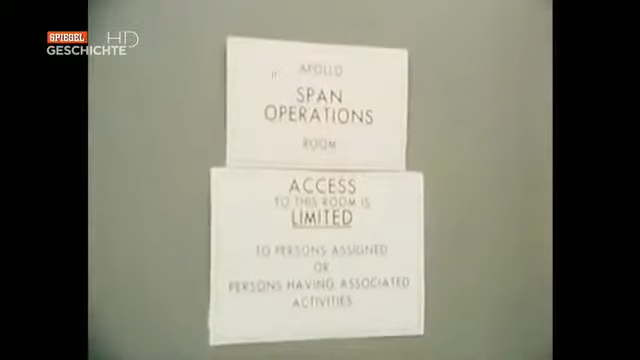 SPIEGEL
GESCHICHTE HD
APOLLO
SPAN
OPERATIONS
ROOM
ACCESS
TO THIS ROOM IS
LIMITED
TO PERSONS ASSIGNED
OR
PERSONS HAVING ASSOCIATED
ACTIVITIES